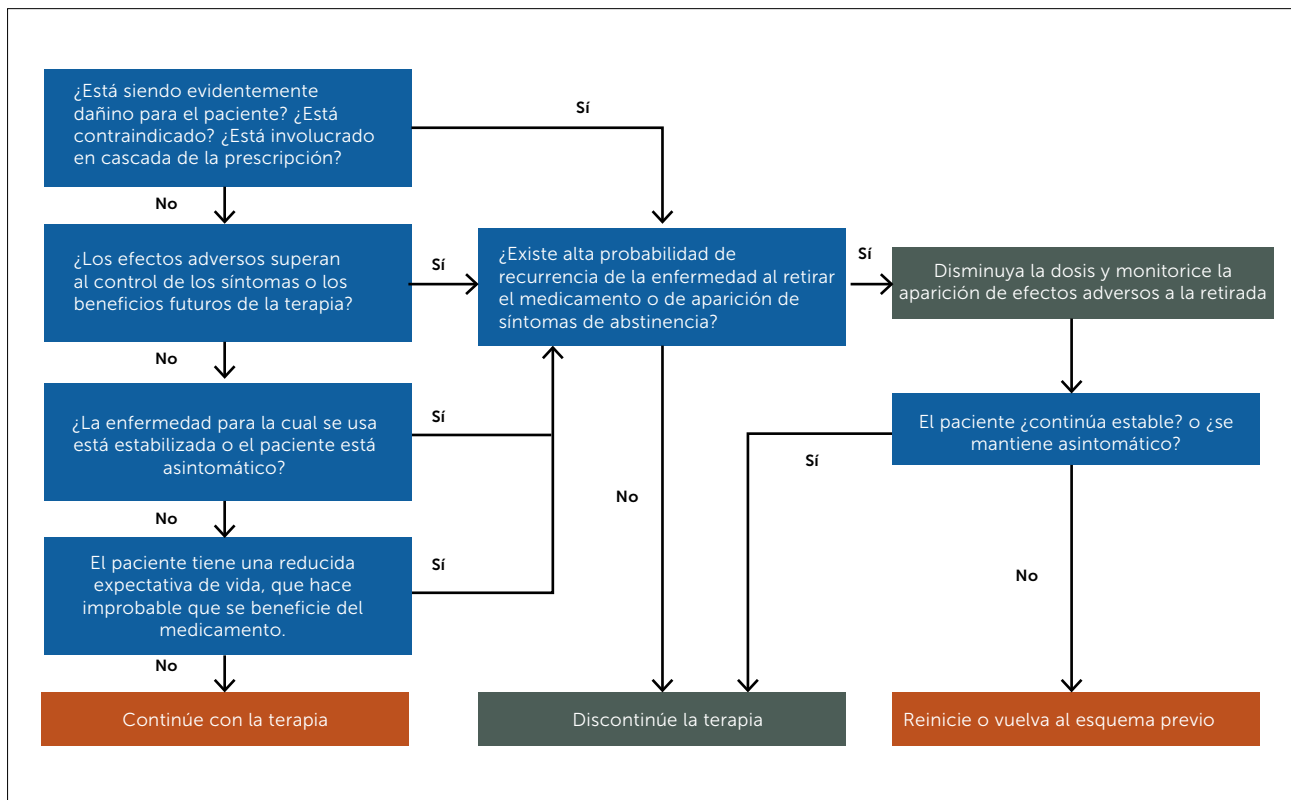 ¿Está siendo evidentemente
dañino para el paciente? ¿Está
contraindicado? ¿Está involucrado
en cascada de la prescripción?
Sí
No
¿Los efectos adversos superan
al control de los síntomas o los
beneficios futuros de la terapia?
Sí
No
¿La enfermedad para la cual se usa
está estabilizada o el paciente está
asintomático?
Sí
No
El paciente tiene una reducida
expectativa de vida, que hace
improbable que se beneficie del
medicamento.
Sí
No
Continúe con la terapia
¿Existe alta probabilidad de
recurrencia de la enfermedad al retirar
el medicamento o de aparición de
síntomas de abstinencia?
Sí
No
Discontinúe la terapia
Disminuya la dosis y monitorice la
aparición de efectos adversos a la retirada
El paciente ¿continúa estable? o ¿se
mantiene asintomático?
Sí
No
Reinicie o vuelva al esquema previo